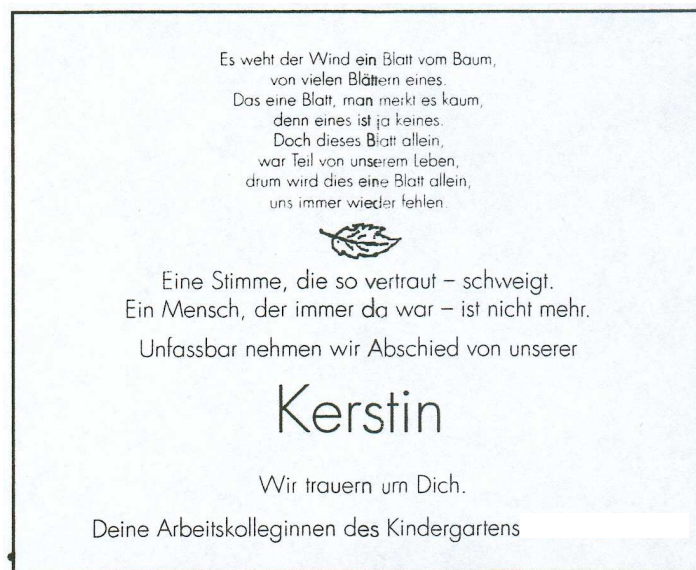 Es weht der Wind ein Blatt vom Baum,
von vielen Blättern eines.
Das eine Blatt, man merkt es kaum,
denn eines ist ja keines.
Doch dieses Blatt allein,
war Teil von unserem Leben,
drum wird dies eine Blatt allein,
uns immer wieder fehlen.
Eine Stimme, die so vertraut – schweigt.
Ein Mensch, der immer da war – ist nicht mehr.
Unfassbar nehmen wir Abschied von unserer
Kerstin
Wir trauern um Dich.
Deine Arbeitskolleginnen des Kindergartens